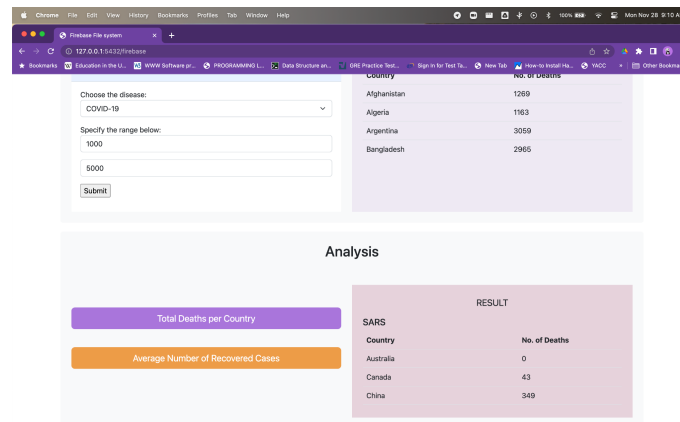 Chrome File Edit View History Bookmarks Profiles Tab Window Help 100% Mon Nov 28 9:10 A
Firebase File system
127.0.0.1:5432/firebase
Bookmarks Education in the U... WWW Software pr... PROGRAMMING L... Data Structure an... GRE Practice Test... Sign In for Test Ta... New Tab How-to Install Ha... YACC » Other Bookma
Country No. of Deaths
Choose the disease:
COVID-19
Specify the range below:
1000
5000
Submit
Afghanistan 1269
Algeria 1163
Argentina 3059
Bangladesh 2965
Analysis
Total Deaths per Country
Average Number of Recovered Cases
RESULT
SARS
Country No. of Deaths
Australia 0
Canada 43
China 349